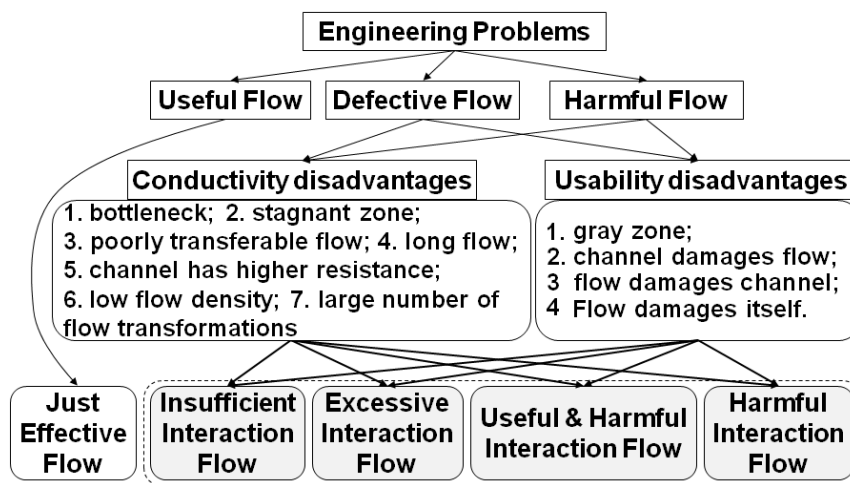 Engineering Problems
Useful Flow
Defective Flow
Harmful Flow
Conductivity disadvantages
1. bottleneck; 2. stagnant zone;
3. poorly transferable flow; 4. long flow;
5. channel has higher resistance;
6. low flow density; 7. large number of
flow transformations
Usability disadvantages
1. gray zone;
2. channel damages flow;
3 flow damages channel;
4 Flow damages itself.
Just
Effective
Flow
Insufficient
Interaction
Flow
Excessive
Interaction
Flow
Useful & Harmful
Interaction Flow
Harmful
Interaction
Flow